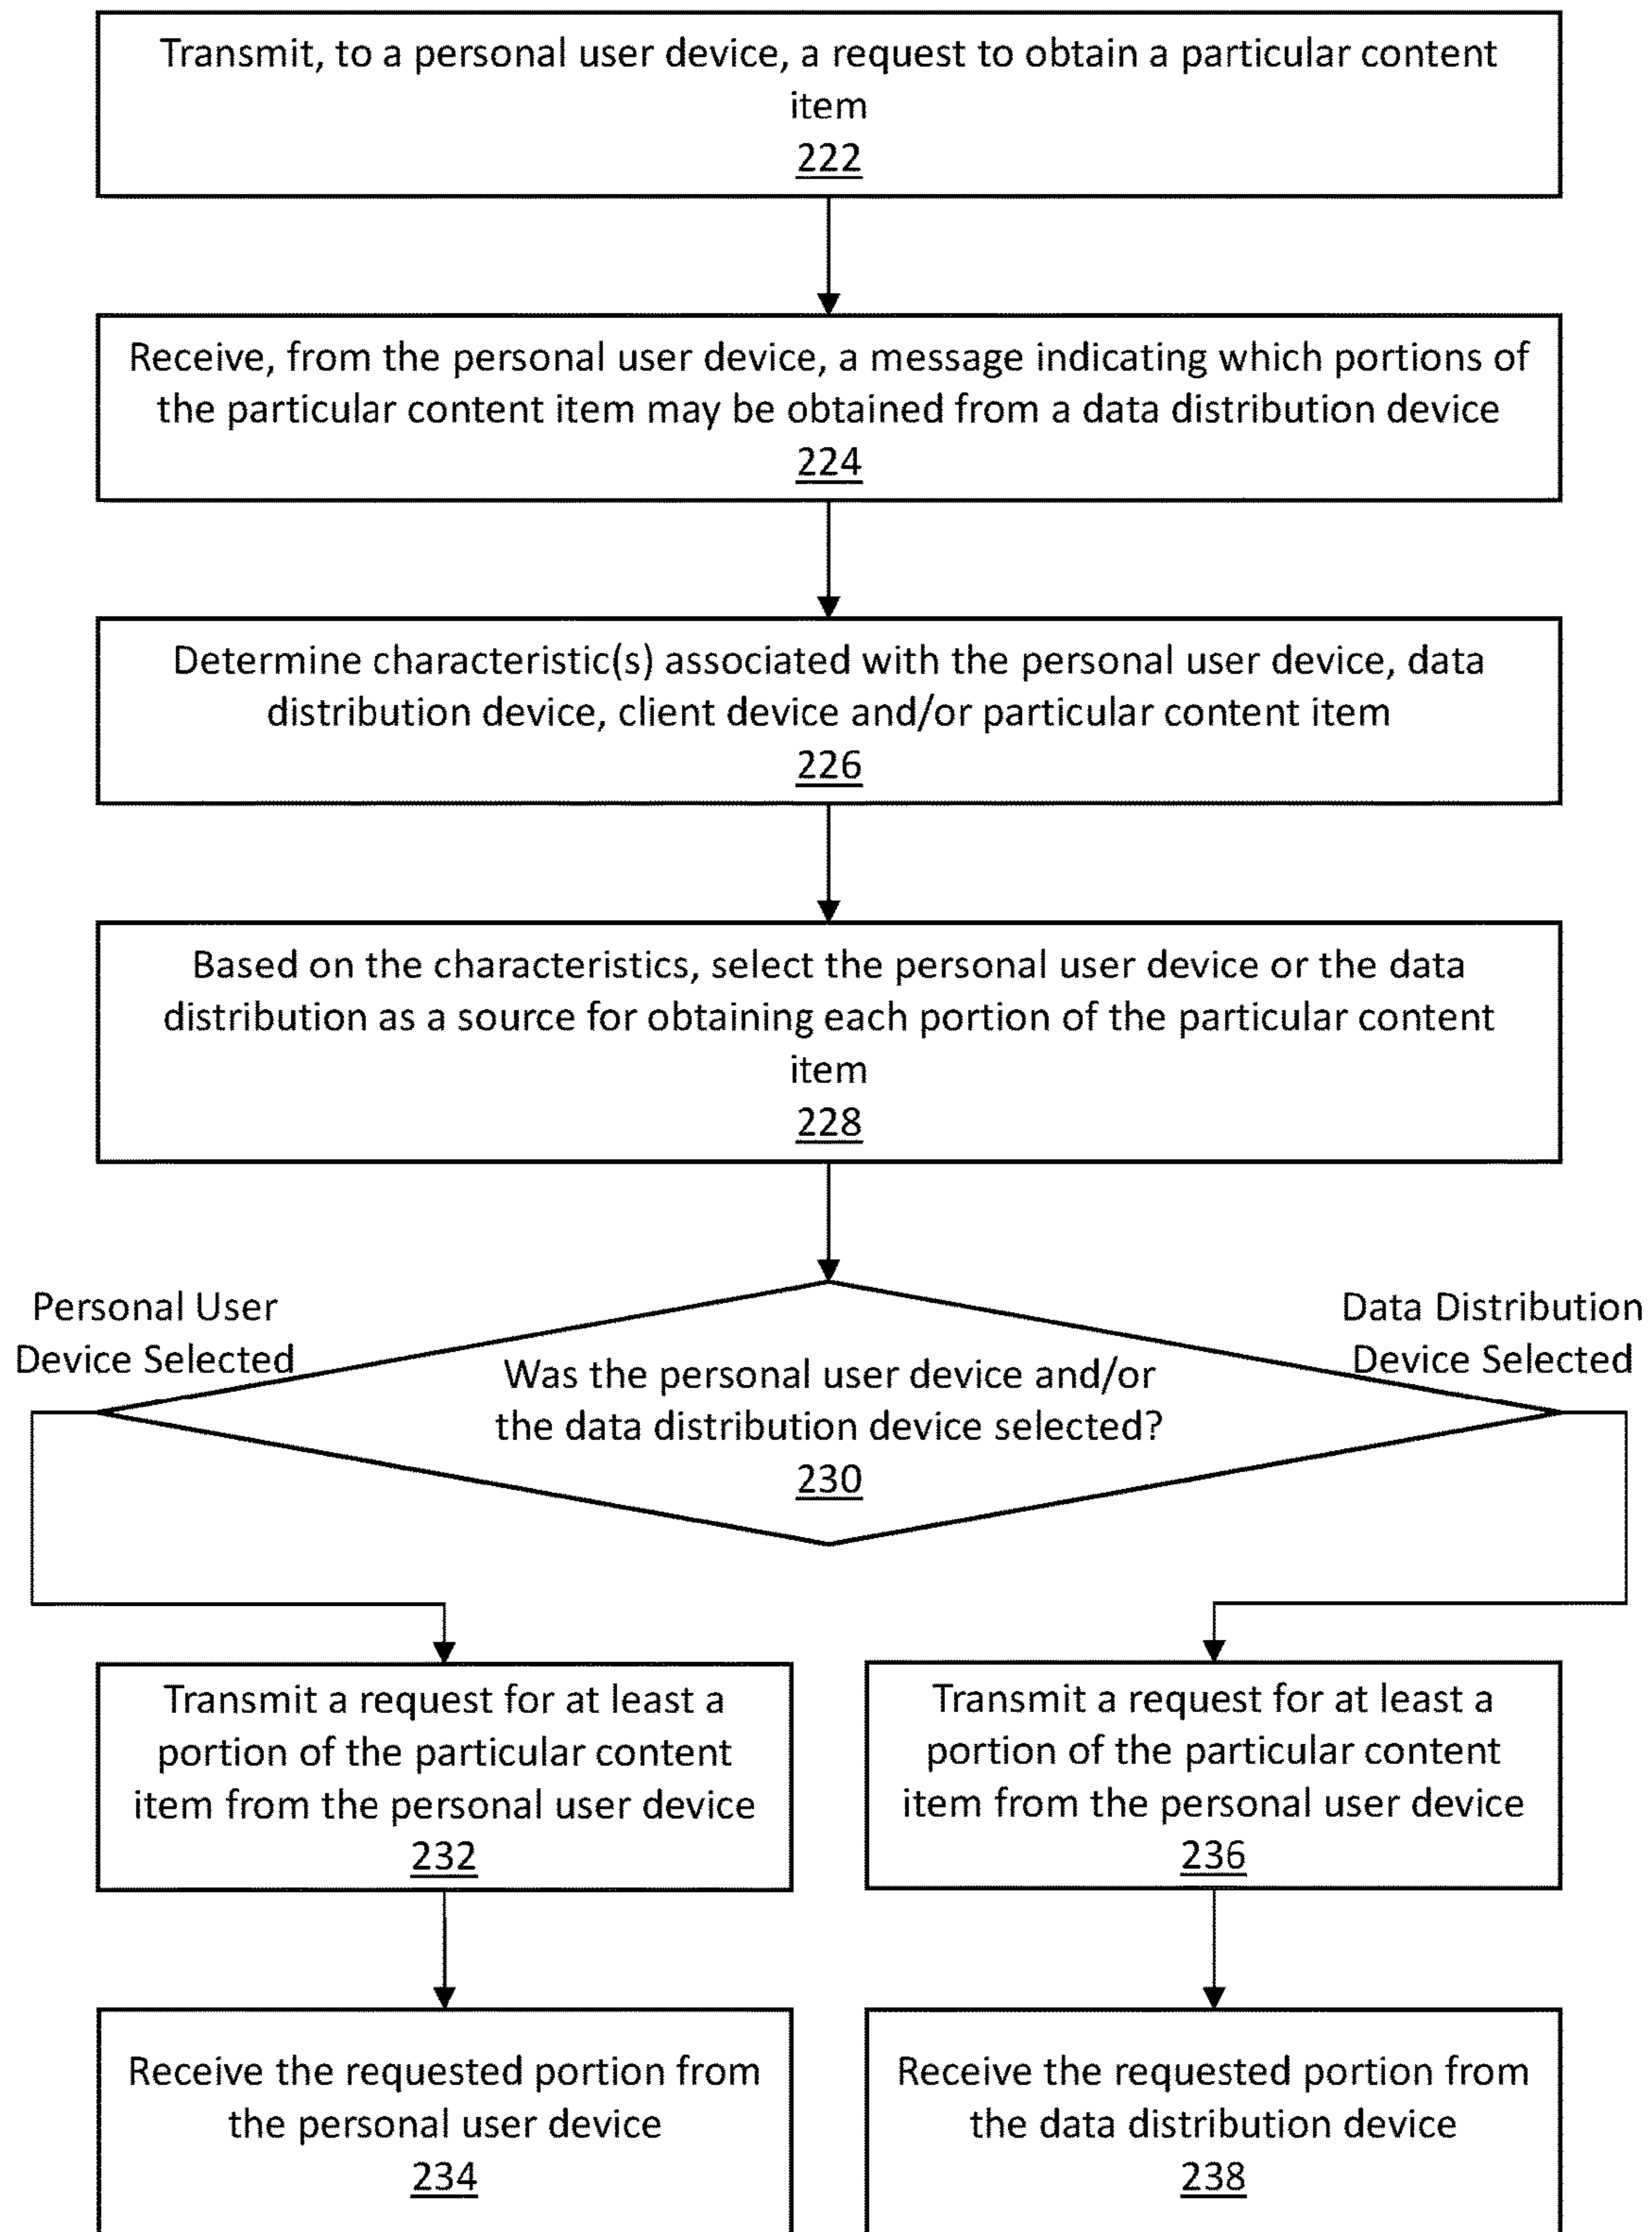 Transmit, to a personal user device, a request to obtain a particular content
item
222
Receive, from the personal user device, a message indicating which portions of
the particular content item may be obtained from a data distribution device
224
Determine characteristic(s) associated with the personal user device, data
distribution device, client device and/or particular content item
226
Based on the characteristics, select the personal user device or the data
distribution as a source for obtaining each portion of the particular content
item
228
Personal User
Device Selected
Data Distribution
Device Selected
Was the personal user device and/or
the data distribution device selected?
230
Transmit a request for at least a
portion of the particular content
item from the personal user device
232
Transmit a request for at least a
portion of the particular content
item from the personal user device
236
Receive the requested portion from
the personal user device
234
Receive the requested portion from
the data distribution device
238